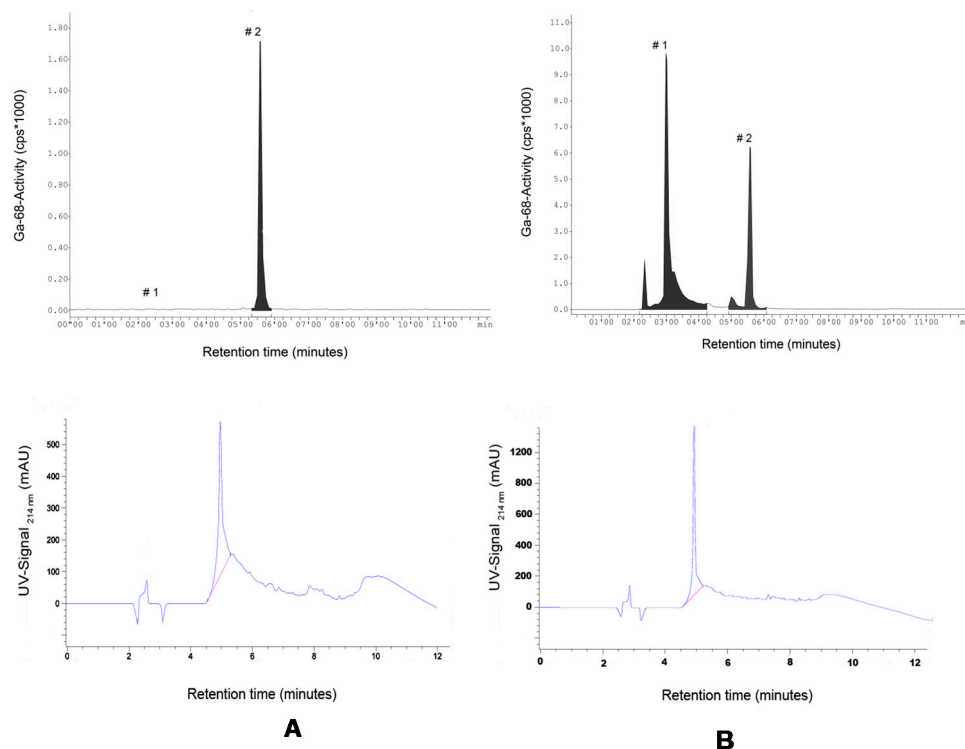 # 2
1.80
1.60
1.40
1.20
1.00
0.80
0.60
0.40
0.20
0.00
Ga-68-Activity (cps*1000)
# 1
00"00 01'00 02'00 03'00 04'00 05'00 06'00 07'00 08'00 09'00 10'00 11'00 min
Retention time (minutes)
11.0
10.0
9.0
8.0
7.0
6.0
5.0
4.0
3.0
2.0
1.0
0.0
Ga-68-Activity (cps*1000)
# 1
# 2
01'00 02'00 03'00 04'00 05'00 06'00 07'00 08'00 09'00 10'00 11'00
Retention time (minutes)
500
400
300
200
100
0
UV-Signal 214 nm (mAU)
0 2 4 6 8 10 12
Retention time (minutes)
A
1200
1000
800
600
400
200
0
UV-Signal 214 nm (mAU)
0 2 4 6 8 10 12
Retention time (minutes)
B